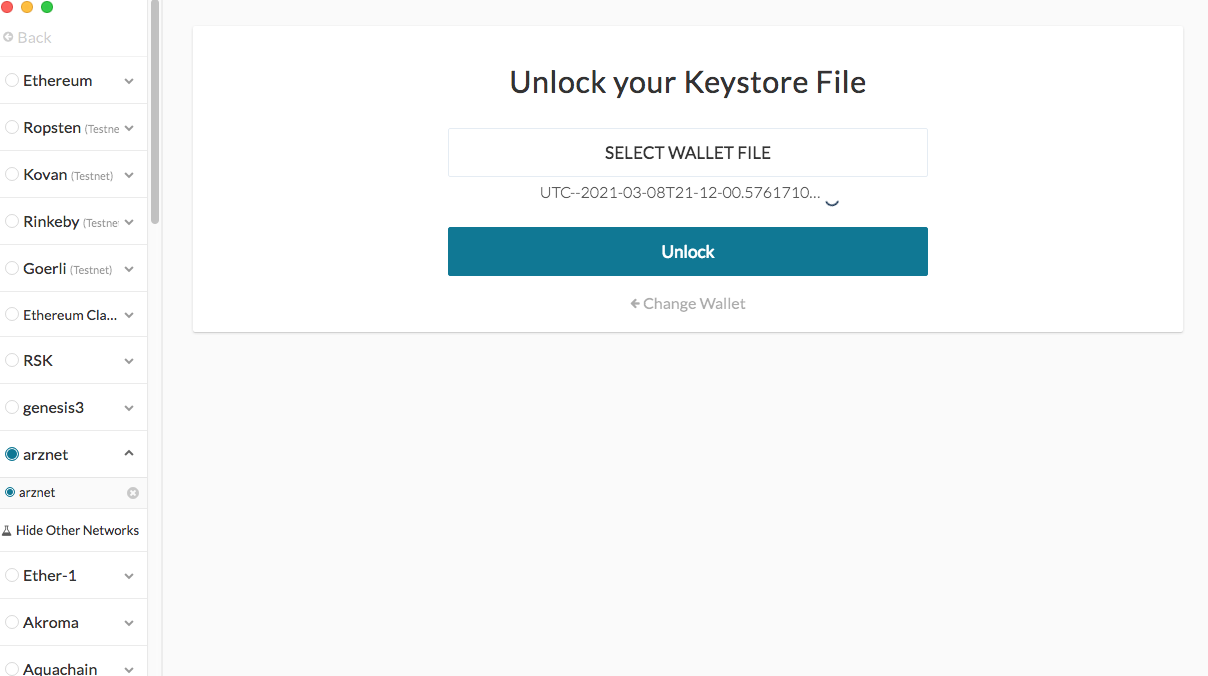 Back
Ethereum
Ropsten (Testne
Kovan (Testnet)
Rinkeby (Testne
Goerli (Testnet)
Ethereum Cla...
RSK
genesis3
arznet
arznet
Hide Other Networks
Ether-1
Akroma
Aquachain
Unlock your Keystore File
SELECT WALLET FILE
UTC--2021-03-08T21-12-00.5761710...
Unlock
Change Wallet